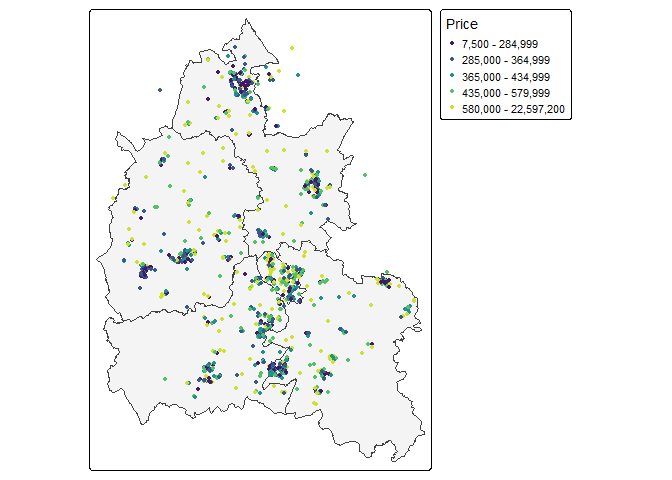 Price
7,500 - 284,999
285,000 - 364,999
365,000 - 434,999
435,000 - 579,999
580,000 - 22,597,200